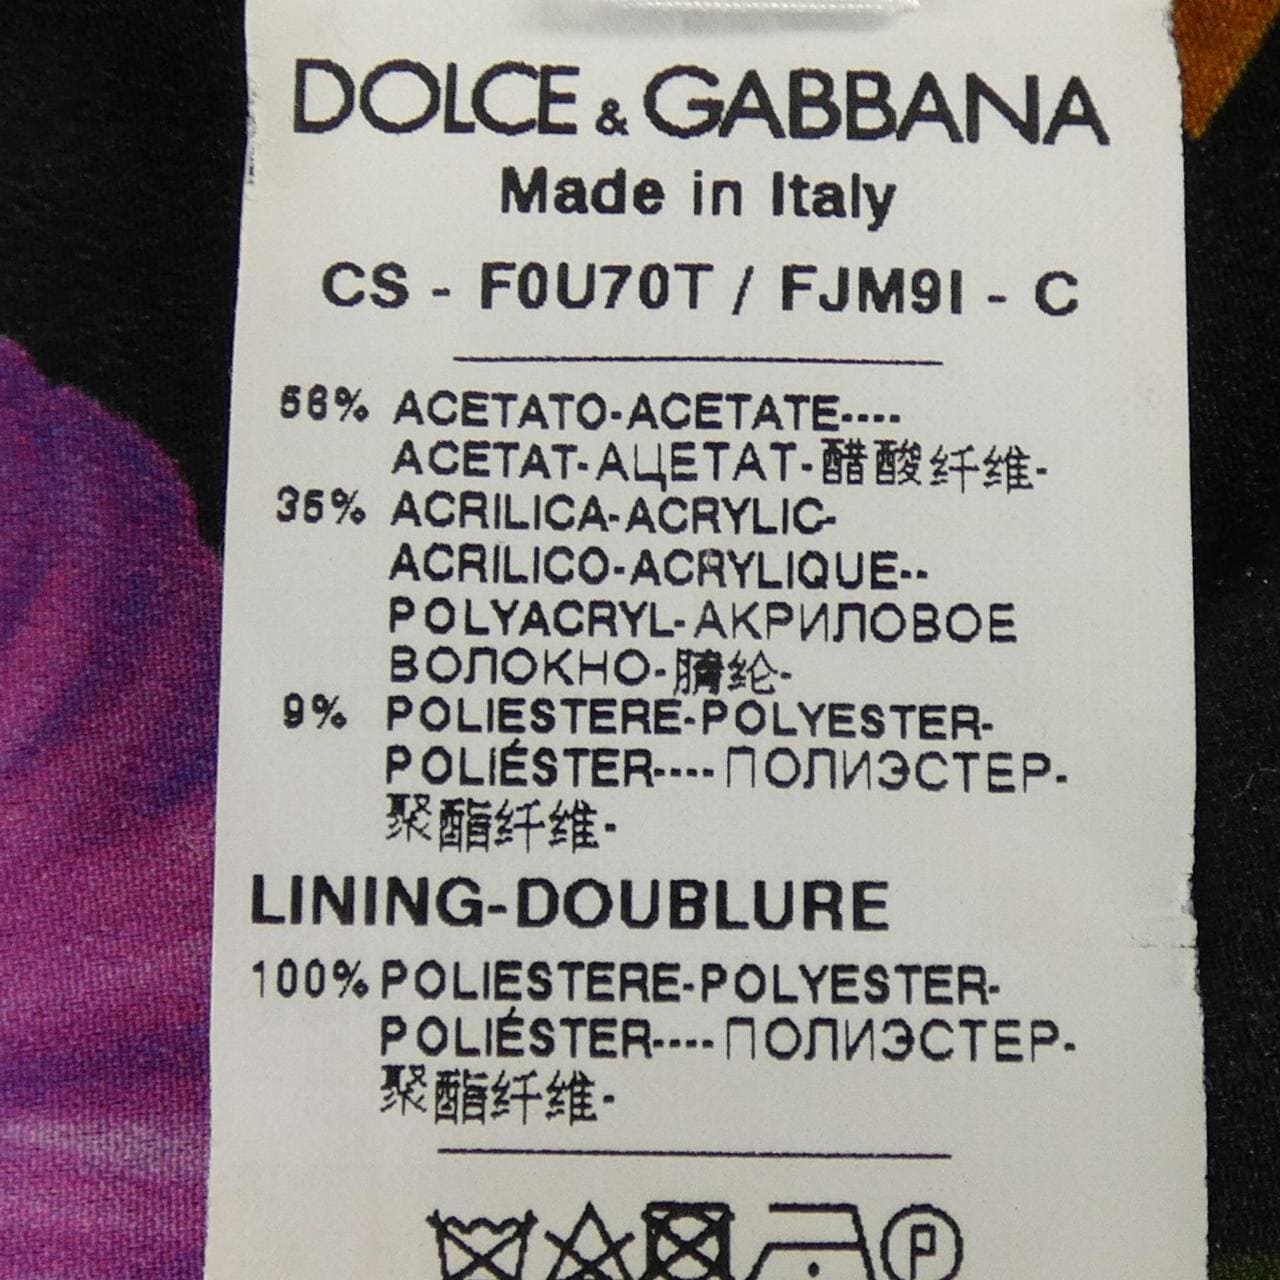 DOLCE & GABBANA
Made in Italy
CS - F0U70T / FJM9I - C
56% ACETATO-ACETATE----
ACETAT-АЦЕТАТ-醋酸纤维-
35% ACRILICA-ACRYLIC-
ACRILICO-ACRYLIQUE--
POLYACRYL-АКРИЛОВОЕ
ВОЛОКНО-腈纶-
9% POLIESTERE-POLYESTER-
POLIÉSTER----ПОЛИЭСТЕР-
聚酯纤维-
LINING-DOUBLURE
100% POLIESTERE-POLYESTER-
POLIÉSTER----ПОЛИЭСТЕР-
聚酯纤维-
P